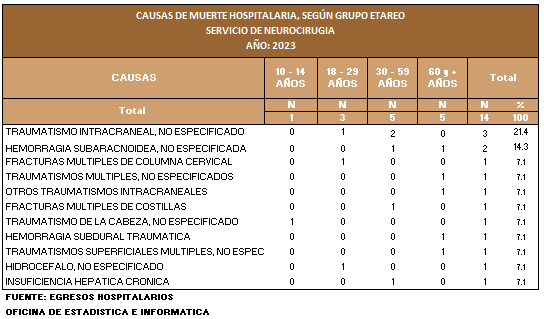 CAUSAS DE MUERTE HOSPITALARIA, SEGÚN GRUPO ETAREO
SERVICIO DE NEUROCIRUGIA
AÑO: 2023
CAUSAS 10 - 14 AÑOS 18 - 29 AÑOS 30 - 59 AÑOS 60 y + AÑOS Total
Total N N N N N %
1 3 5 5 14 100
TRAUMATISMO INTRACRANEAL, NO ESPECIFICADO 0 1 2 0 3 21.4
HEMORRAGIA SUBARACNOIDEA, NO ESPECIFICADA 0 0 1 1 2 14.3
FRACTURAS MULTIPLES DE COLUMNA CERVICAL 0 1 0 0 1 7.1
TRAUMATISMOS MULTIPLES, NO ESPECIFICADOS 0 0 0 1 1 7.1
OTROS TRAUMATISMOS INTRACRANEALES 0 0 0 1 1 7.1
FRACTURAS MULTIPLES DE COSTILLAS 0 0 1 0 1 7.1
TRAUMATISMO DE LA CABEZA, NO ESPECIFICADO 1 0 0 0 1 7.1
HEMORRAGIA SUBDURAL TRAUMATICA 0 0 0 1 1 7.1
TRAUMATISMOS SUPERFICIALES MULTIPLES, NO ESPEC 0 0 0 1 1 7.1
HIDROCEFALO, NO ESPECIFICADO 0 1 0 0 1 7.1
INSUFICIENCIA HEPATICA CRONICA 0 0 1 0 1 7.1
FUENTE: EGRESOS HOSPITALARIOS
OFICINA DE ESTADISTICA E INFORMATICA